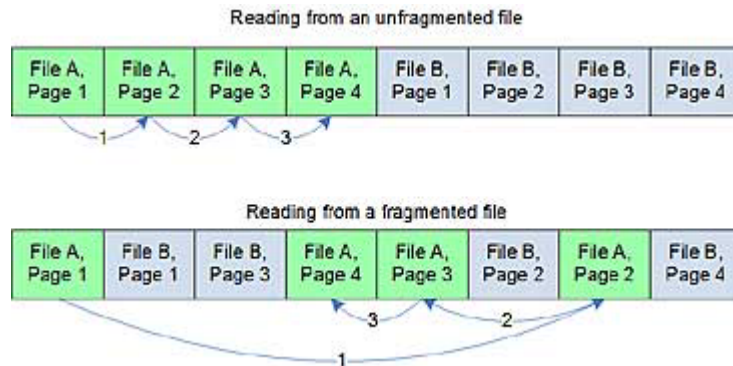 Reading from an unfragmented file
File A, File A, File A, File A, File B, File B, File B, File B,
Page 1 Page 2 Page 3 Page 4 Page 1 Page 2 Page 3 Page 4
1 2 3
Reading from a fragmented file
File A, File B, File B, File A, File A, File B, File A, File B,
Page 1 Page 1 Page 3 Page 4 Page 3 Page 2 Page 2 Page 4
3 2
1